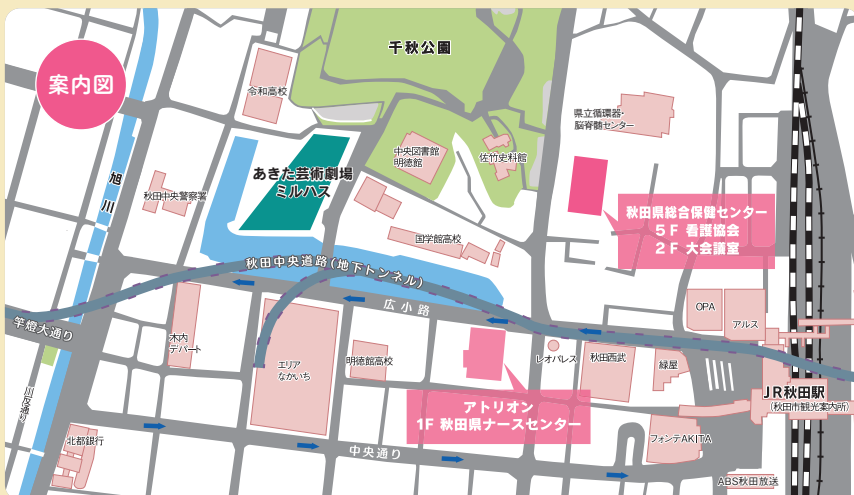 案内図
千秋公園
令和高校
県立循環器・
脳脊髄センター
中央図書館
明徳館
佐竹史料館
あきた芸術劇場
ミルハス
旭川
秋田中央警察署
国学館高校
秋田県総合保健センター
5F 看護協会
2F 大会議室
秋田中央道路(地下トンネル)
広小路
竿燈大通り
木内
デパート
エリア
なかいち
明徳館高校
レオパレス
秋田西武
緑屋
OPA
アルス
JR秋田駅
(秋田市観光案内所)
アトリオン
1F 秋田県ナースセンター
川反通り
北都銀行
中央通り
フォンテAKITA
ABS秋田放送